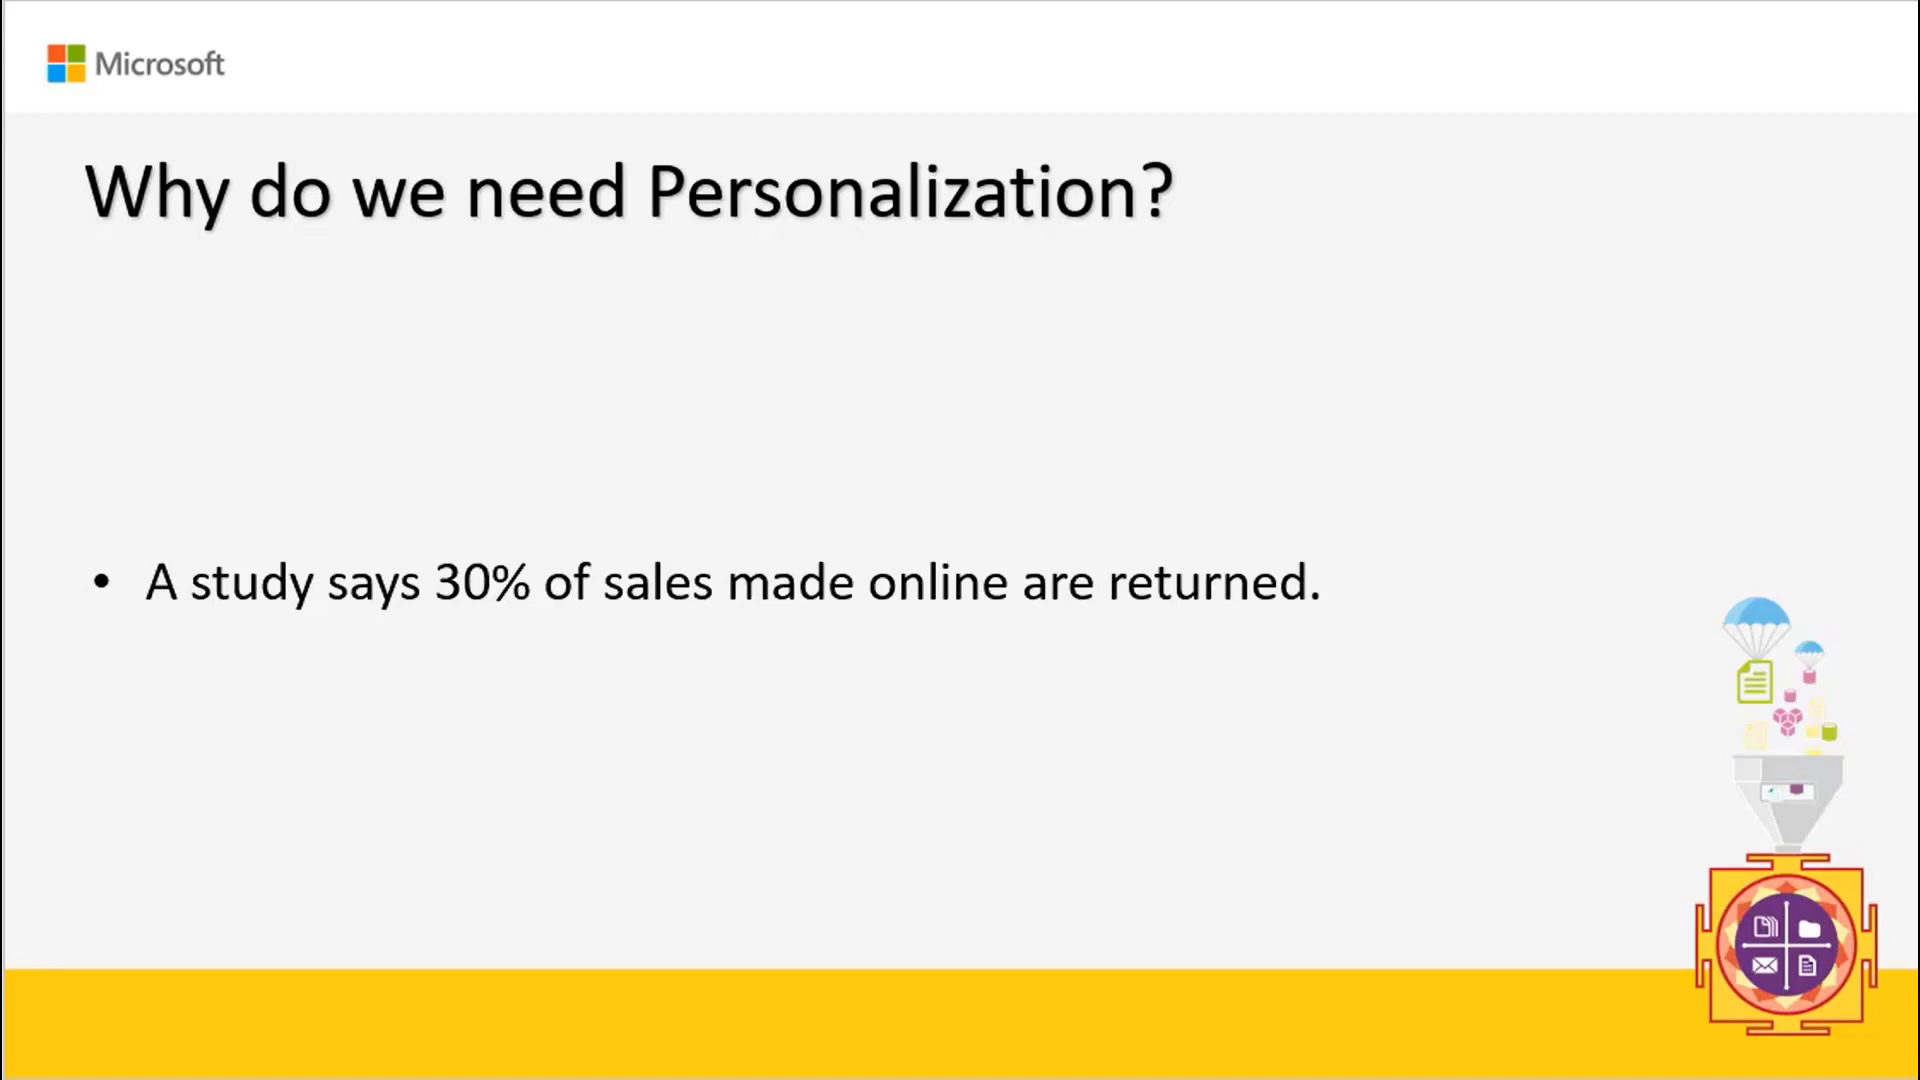 Microsoft
Why do we need Personalization?
• A study says 30% of sales made online are returned.